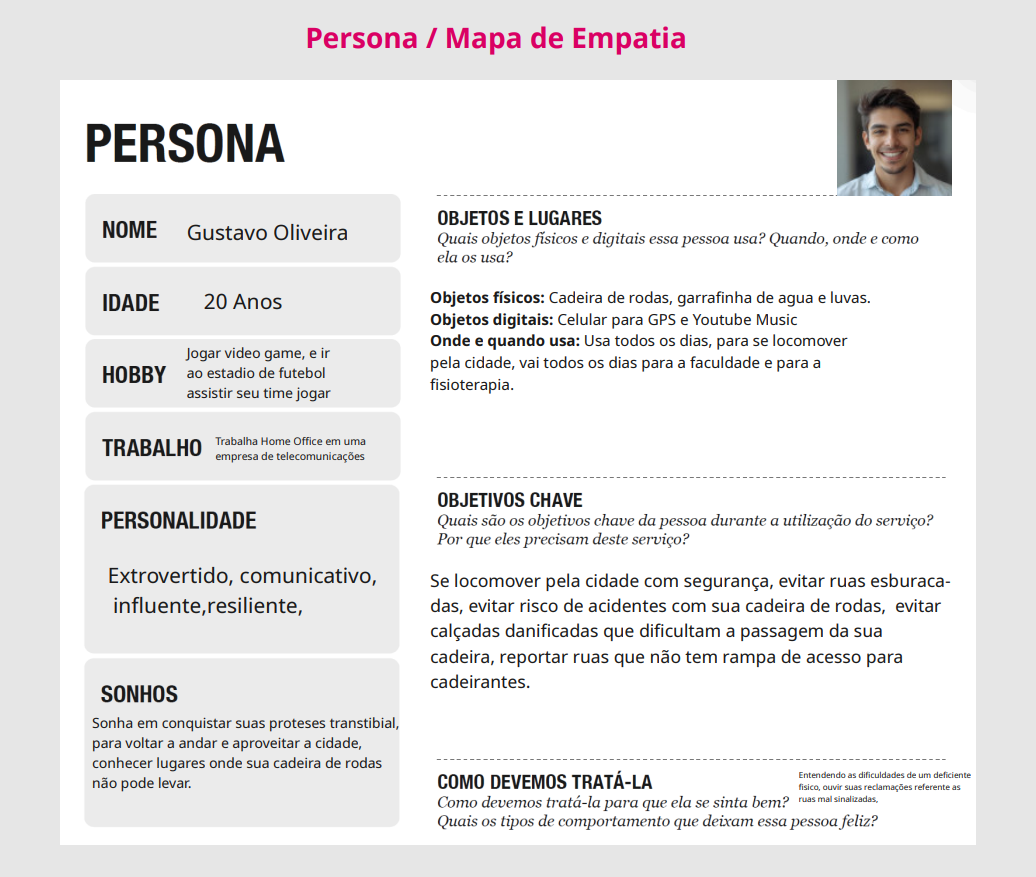 Persona / Mapa de Empatia
PERSONA
NOME
Gustavo Oliveira
IDADE
20 Anos
HOBBY
Jogar video game, e ir
ao estadio de futebol
assistir seu time jogar
TRABALHO
Trabalha Home Office em uma
empresa de telecomunicações
PERSONALIDADE
Extrovertido, comunicativo,
influente,resiliente,
SONHOS
Sonha em conquistar suas proteses transtibial,
para voltar a andar e aproveitar a cidade,
conhecer lugares onde sua cadeira de rodas
não pode levar.
OBJETOS E LUGARES
Quais objetos físicos e digitais essa pessoa usa? Quando, onde e como
ela os usa?
Objetos físicos: Cadeira de rodas, garrafinha de agua e luvas.
Objetos digitais: Celular para GPS e Youtube Music
Onde e quando usa: Usa todos os dias, para se locomover
pela cidade, vai todos os dias para a faculdade e para a
fisioterapia.
OBJETIVOS CHAVE
Quais são os objetivos chave da pessoa durante a utilização do serviço?
Por que eles precisam deste serviço?
Se locomover pela cidade com segurança, evitar ruas esburaca-
das, evitar risco de acidentes com sua cadeira de rodas,  evitar
calçadas danificadas que dificultam a passagem da sua
cadeira, reportar ruas que não tem rampa de acesso para
cadeirantes.
COMO DEVEMOS TRATÁ-LA
Como devemos tratá-la para que ela se sinta bem?
Quais os tipos de comportamento que deixam essa pessoa feliz?
Entendendo as dificuldades de um deficiente
fisico, ouvir suas reclamações referente as
ruas mal sinalizadas,